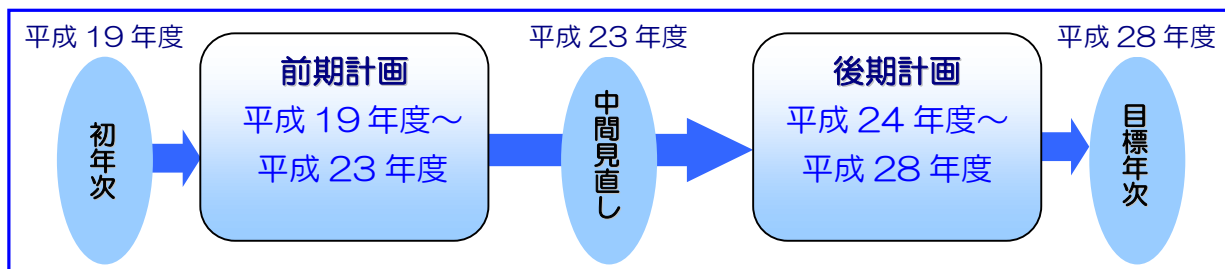 平成 19 年度
平成 23 年度
平成 28 年度
初年次
前期計画
平成 19 年度～
平成 23 年度
中間見直し
後期計画
平成 24 年度～
平成 28 年度
目標年次